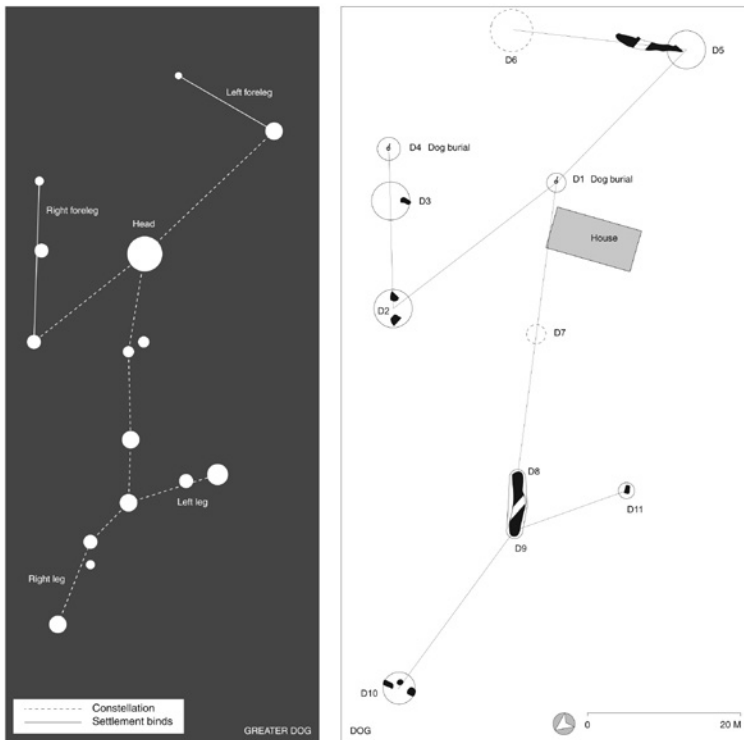 Left foreleg
Right foreleg
Head
Left leg
Right leg
Constellation
Settlement binds
GREATER DOG
D6
D5
D4 Dog burial
D1 Dog burial
D3
House
D2
D7
D8
D11
D9
D10
DOG
0
20 M